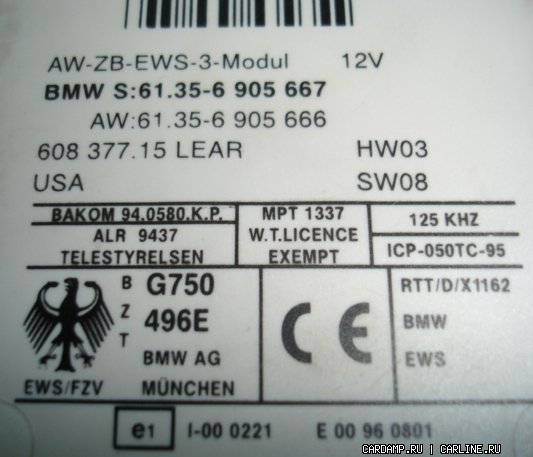 AW-ZB-EWS-3-Modul 12V
BMW S:61.35-6 905 667
AW:61.35-6 905 666
608 377.15 LEAR HW03
USA SW08
BAKOM 94.0580.K.P.
ALR 9437
TELESTYRELSEN
MPT 1337
W.T.LICENCE
EXEMPT
125 KHZ
ICP-050TC-95
BZT
G750
496E
BMW AG
EWS/FZV MÜNCHEN
CE
RTT/D/X1162
BMW
EWS
e1 I-00 0221 E 00 96 0801
CARDAMP.RU | CARLINE.RU